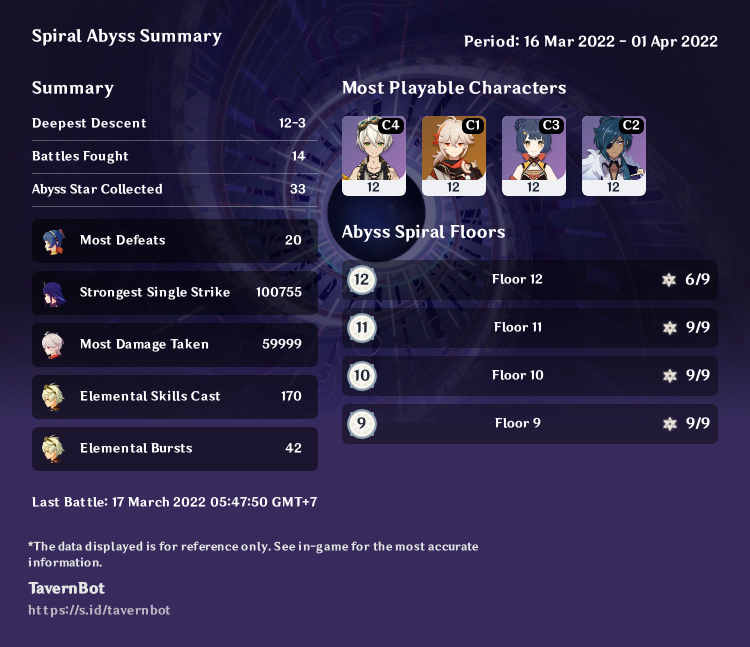 Spiral Abyss Summary
Period: 16 Mar 2022 - 01 Apr 2022
Summary
Deepest Descent 12-3
Battles Fought 14
Abyss Star Collected 33
Most Defeats 20
Strongest Single Strike 100755
Most Damage Taken 59999
Elemental Skills Cast 170
Elemental Bursts 42
Last Battle: 17 March 2022 05:47:50 GMT+7
Most Playable Characters
C4 C1 C3 C2
12 12 12 12
Abyss Spiral Floors
12 Floor 12 6/9
11 Floor 11 9/9
10 Floor 10 9/9
9 Floor 9 9/9
*The data displayed is for reference only. See in-game for the most accurate
information.
TavernBot
https://s.id/tavernbot